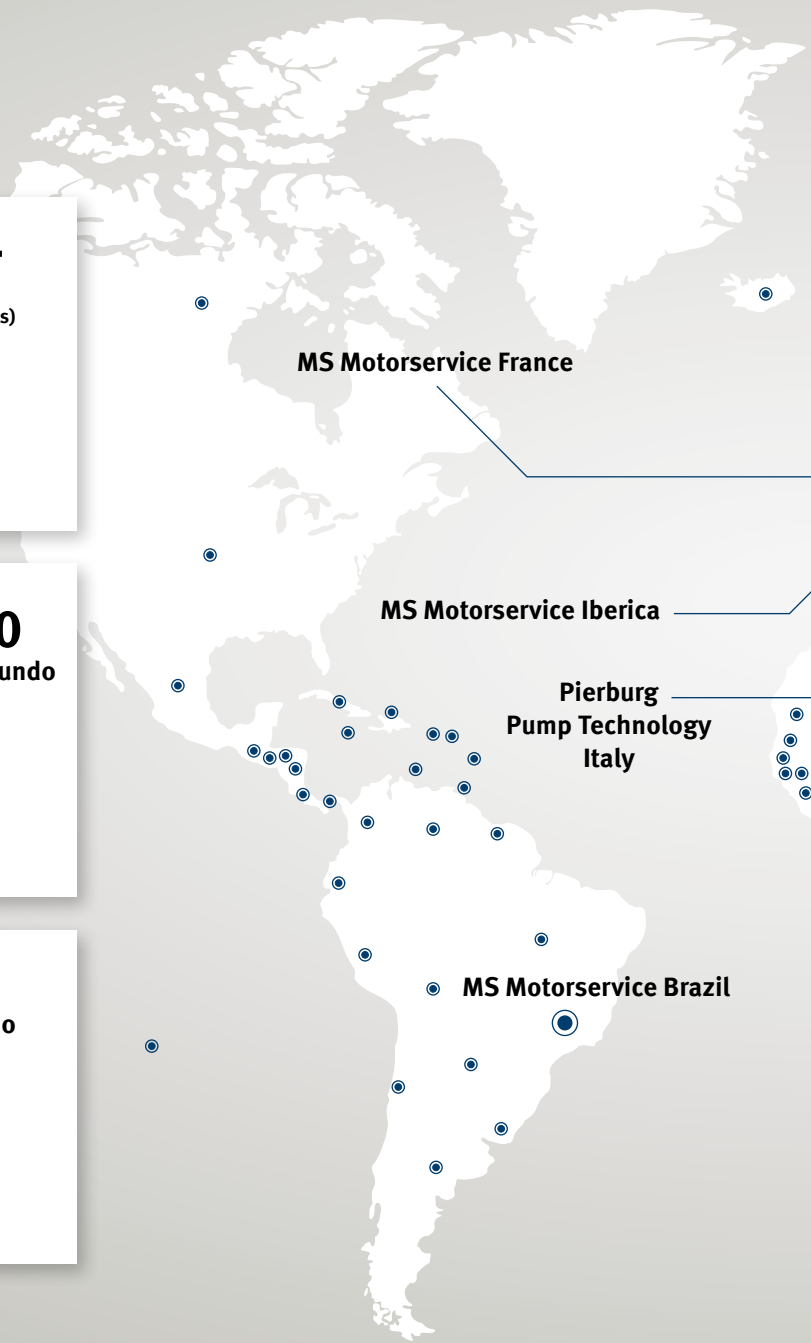 s)
MS Motorservice France
MS Motorservice Iberica
0
undo
Pierburg
Pump Technology
Italy
MS Motorservice Brazil
o